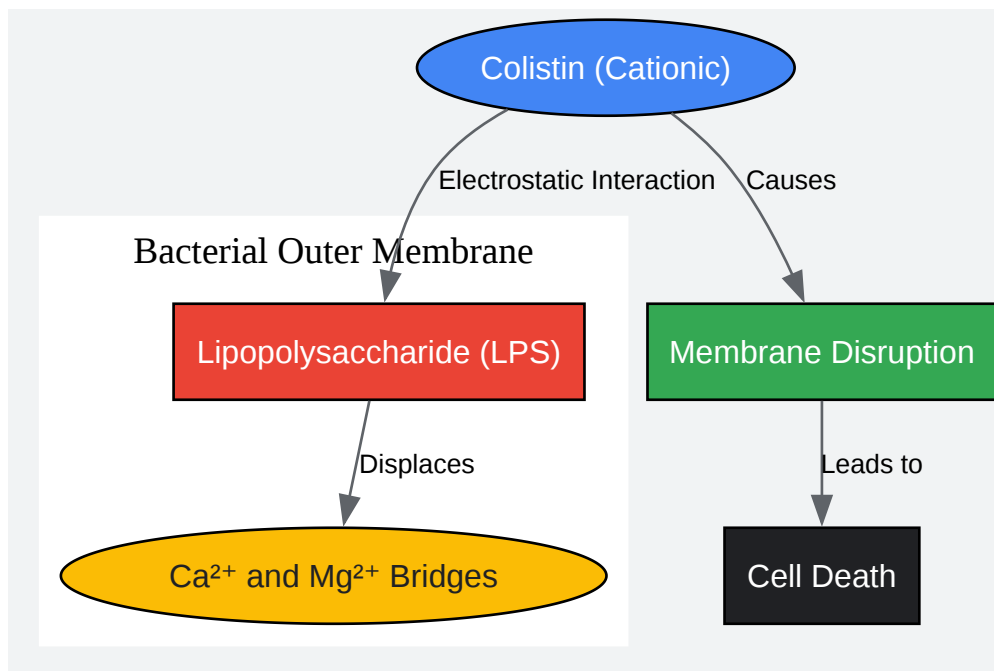 Colistin (Cationic)
Electrostatic Interaction
Causes
Bacterial Outer Membrane
Lipopolysaccharide (LPS)
Membrane Disruption
Displaces
Leads to
Ca²⁺ and Mg²⁺ Bridges
Cell Death